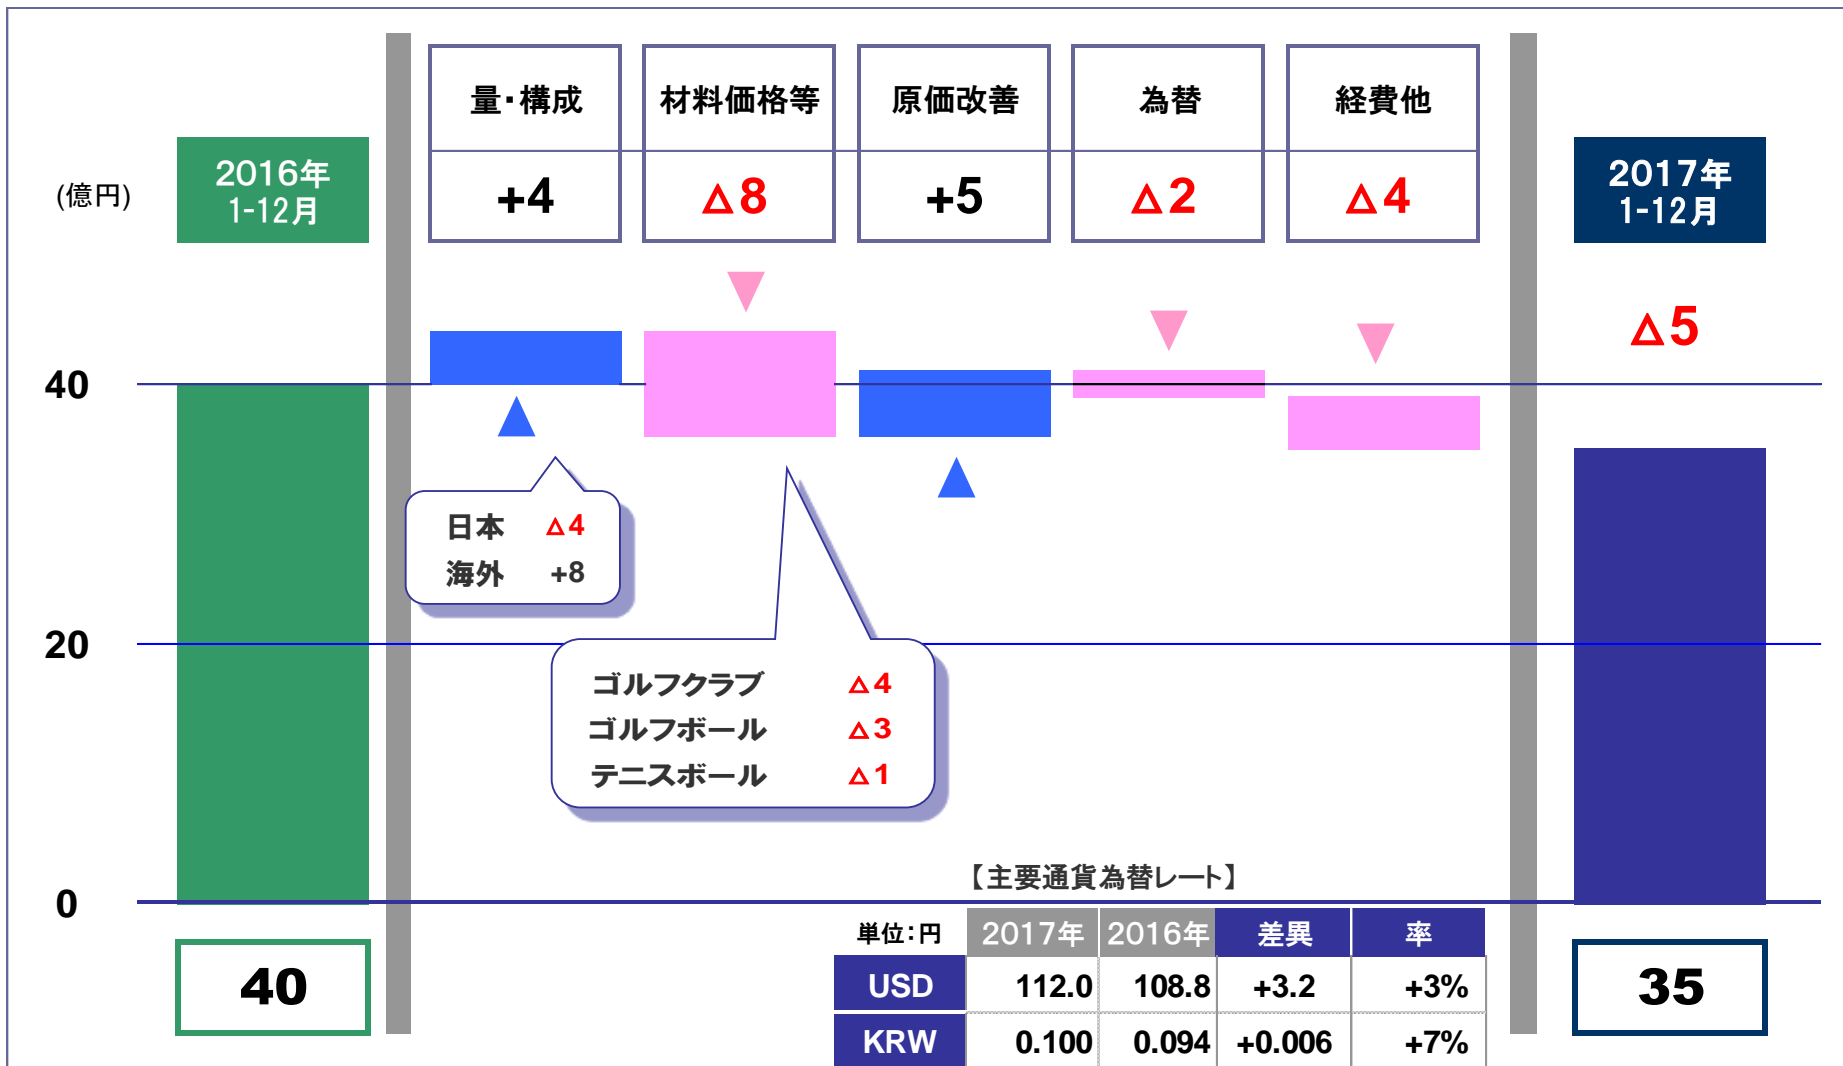 (億円)
2016年
1-12月
量・構成
+4
材料価格等
△8
原価改善
+5
為替
△2
経費他
△4
2017年
1-12月
△5
40
20
0
日本 △4
海外 +8
ゴルフクラブ △4
ゴルフボール △3
テニスボール △1
40
35
【主要通貨為替レート】
単位：円 2017年 2016年 差異 率
USD 112.0 108.8 +3.2 +3%
KRW 0.100 0.094 +0.006 +7%